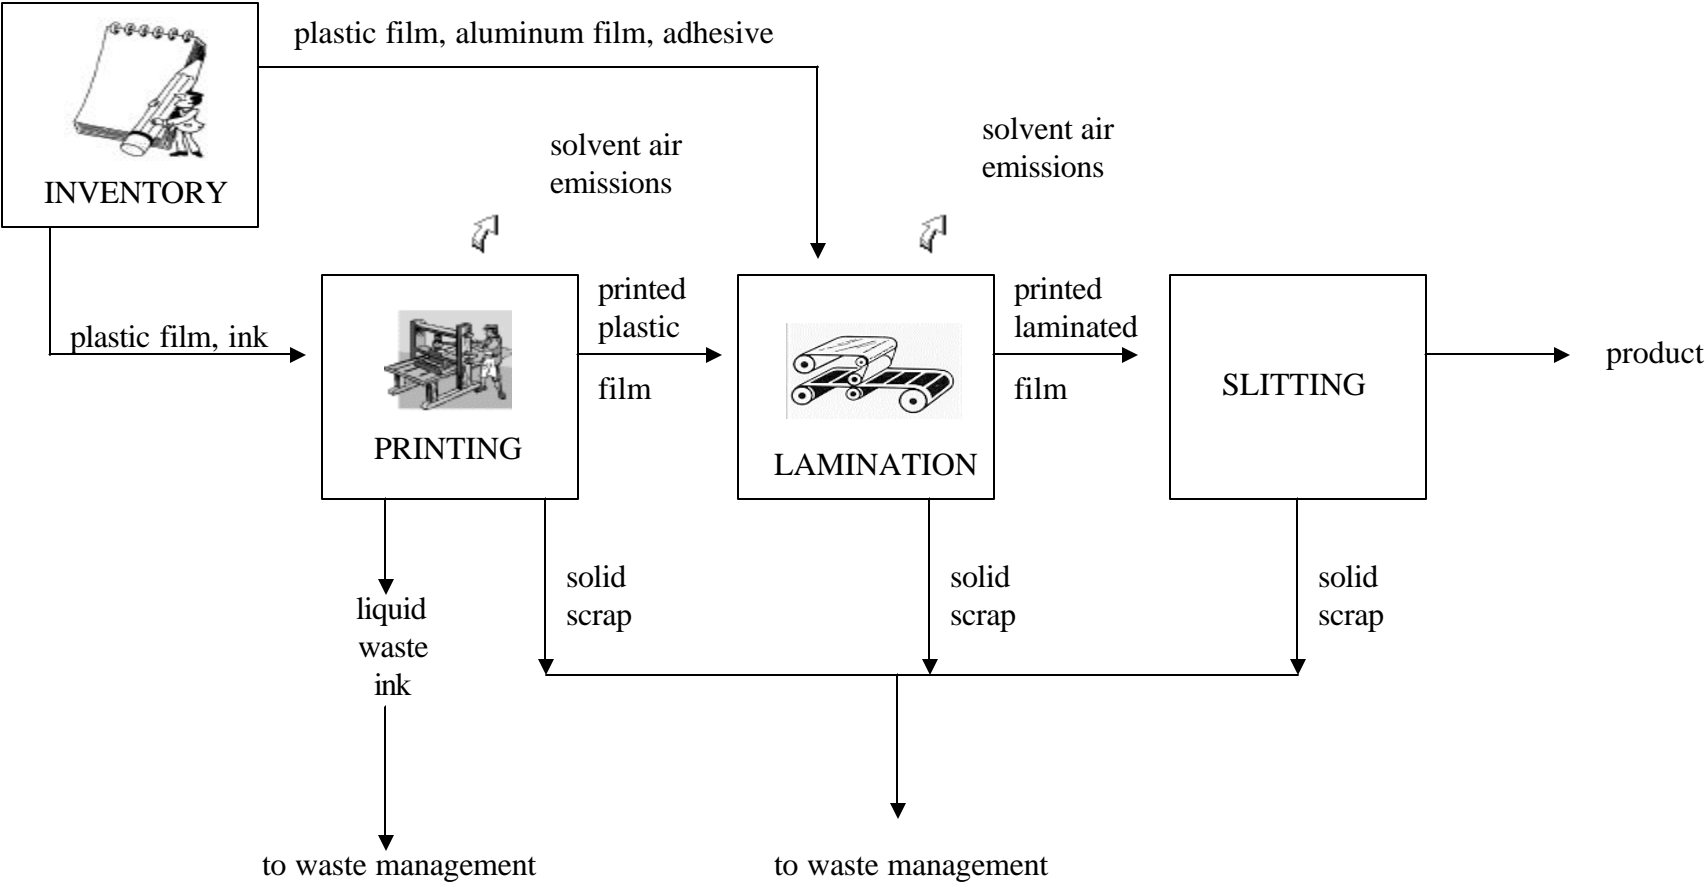 plastic film, aluminum film, adhesive
INVENTORY
solvent air
emissions
solvent air
emissions
plastic film, ink
PRINTING
printed
plastic
film
LAMINATION
printed
laminated
film
SLITTING
product
liquid
waste
ink
solid
scrap
solid
scrap
solid
scrap
to waste management
to waste management